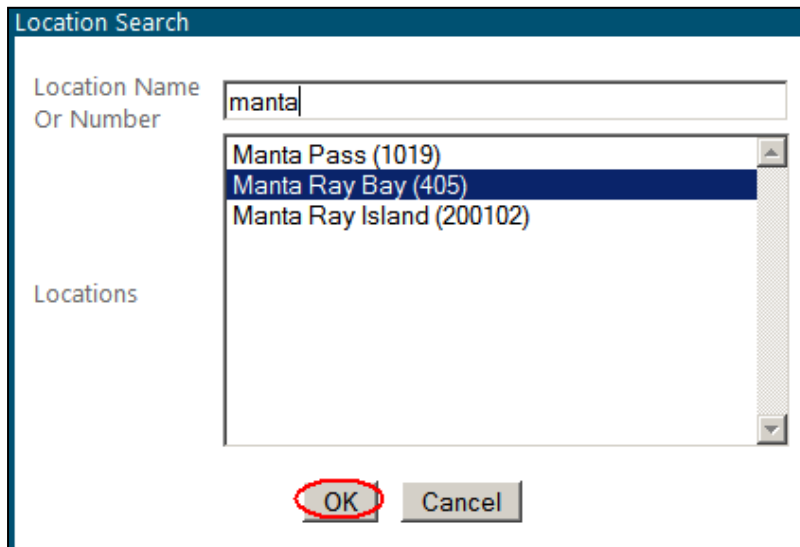 Location Search
Location Name
Or Number
manta
Manta Pass (1019)
Manta Ray Bay (405)
Manta Ray Island (200102)
Locations
OK Cancel